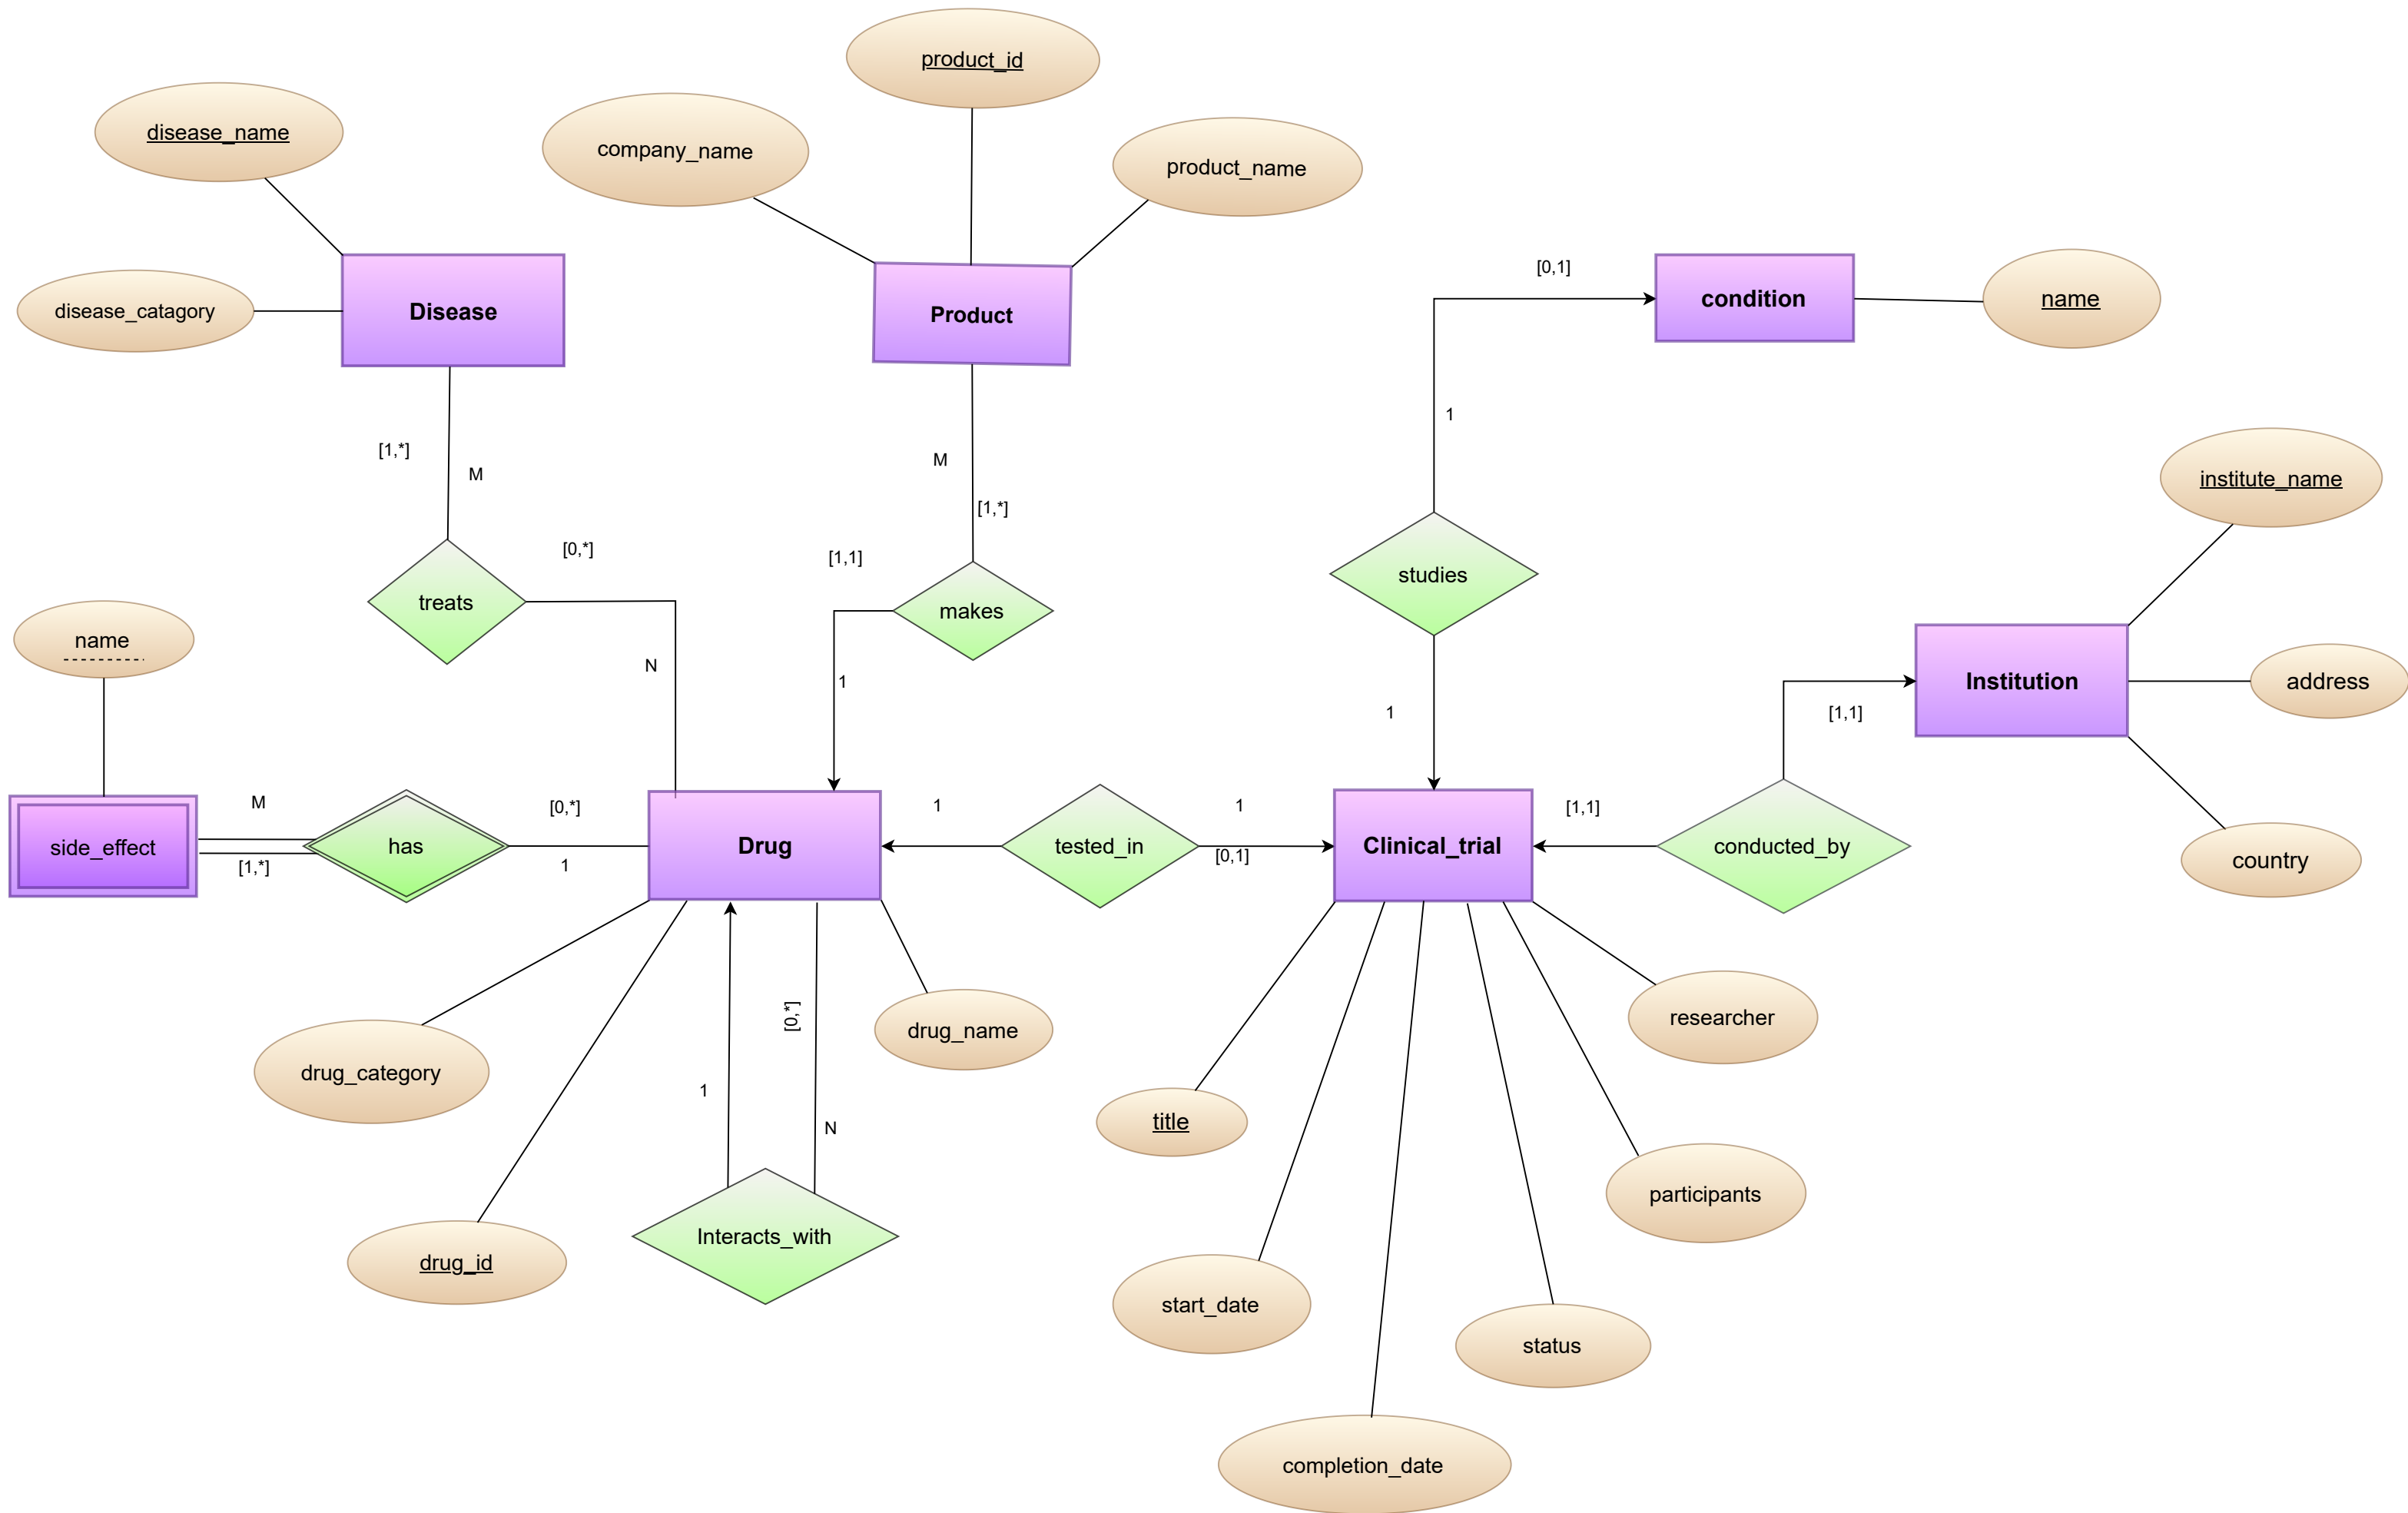 product_id
disease_name
company_name
product_name
[0,1]
condition
name
disease_catagory
Disease
Product
1
[1,*]
M
M
[1,*]
institute_name
[0,*]
[1,1]
studies
treats
makes
name
N
1
1
[1,1]
Institution
address
M
[0,*]
1
1
[1,1]
side_effect
has
Drug
tested_in
[0,1]
Clinical_trial
conducted_by
country
[1,*]
1
[0,*]
drug_name
researcher
drug_category
1
N
title
participants
Interacts_with
drug_id
start_date
status
completion_date